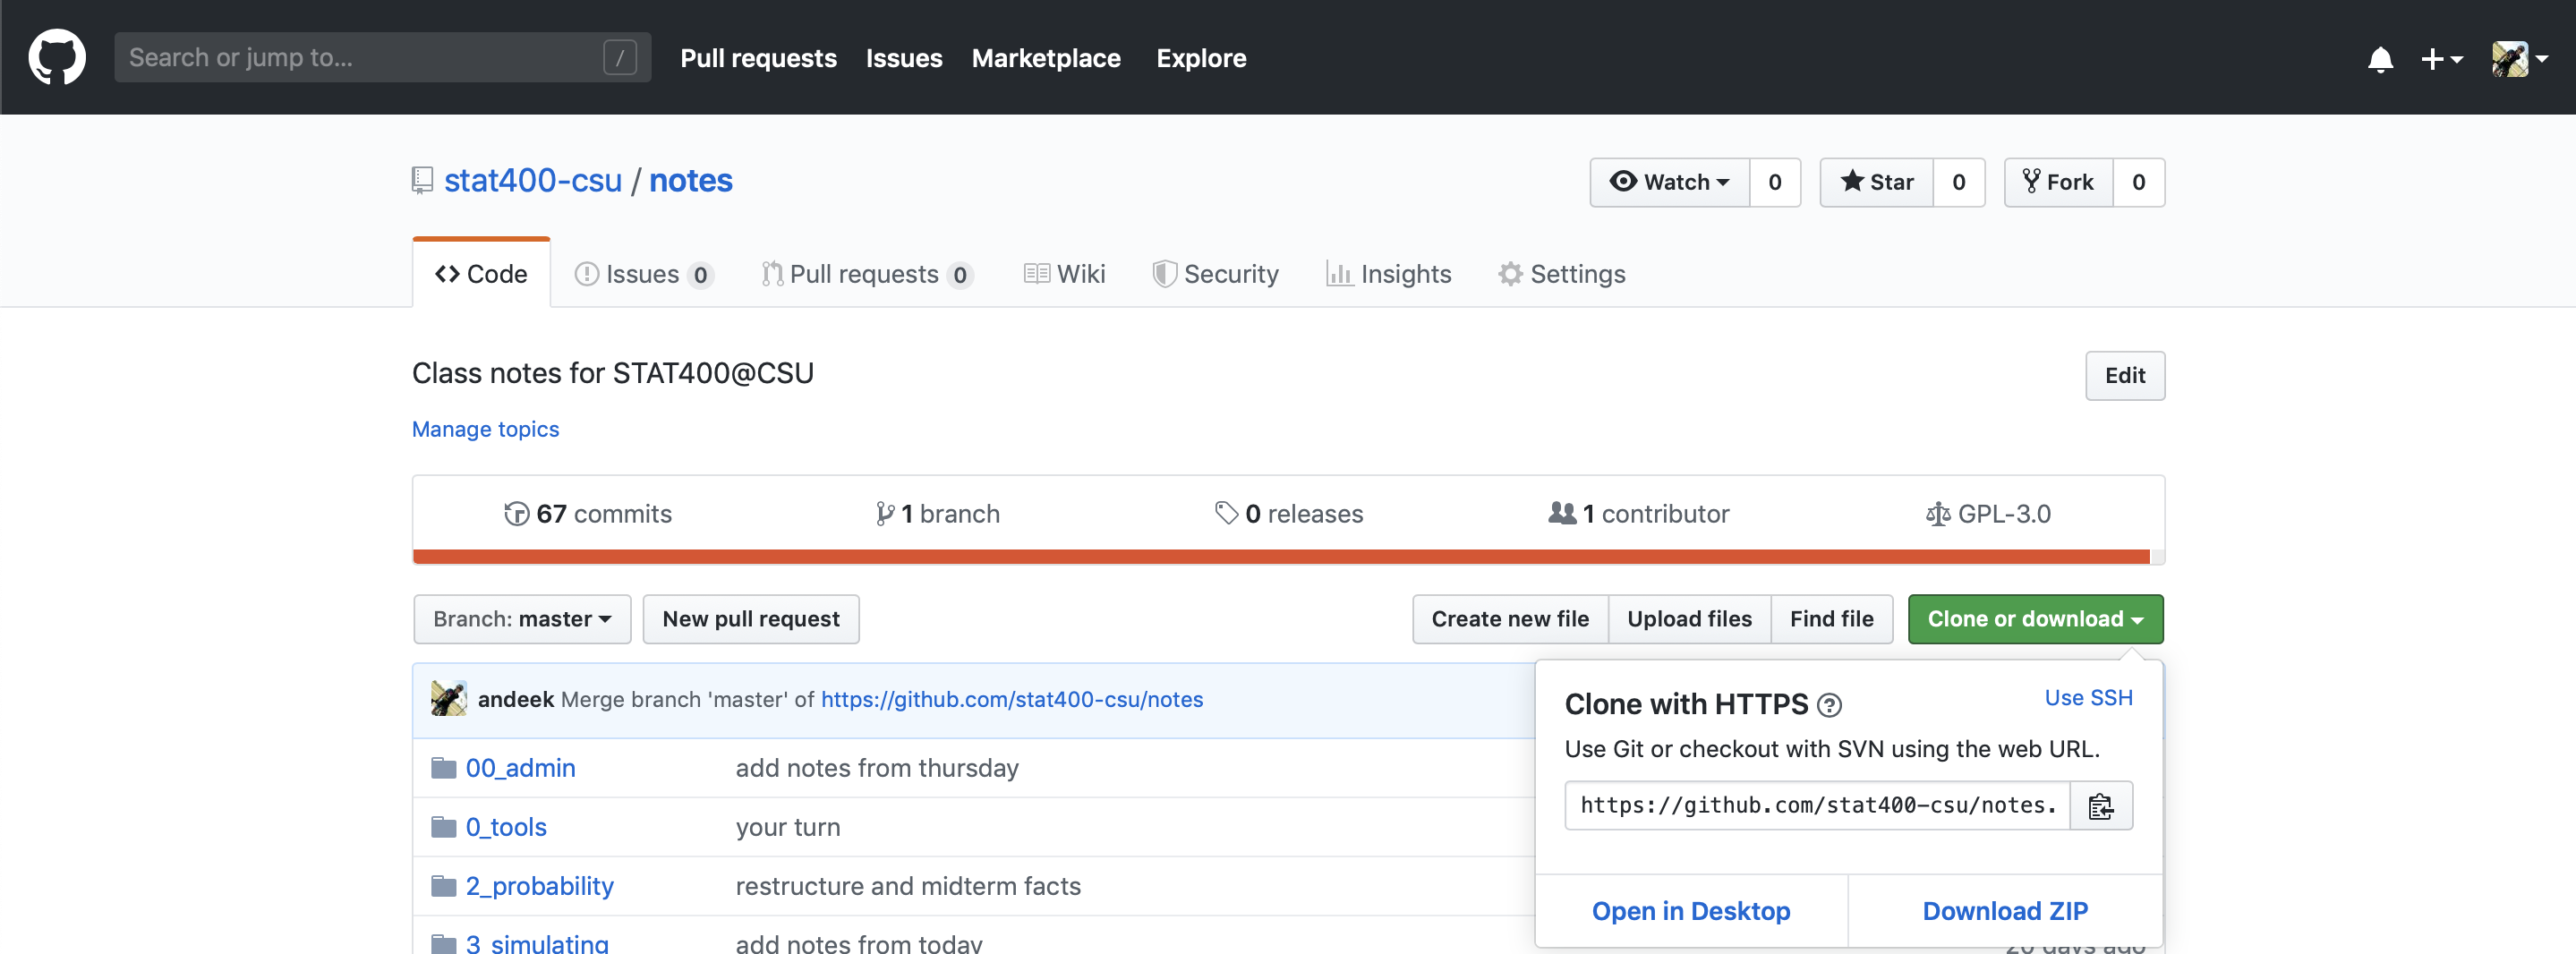 Search or jump to... / Pull requests Issues Marketplace Explore
stat400-csu / notes Watch 0 Star 0 Fork 0
Code Issues 0 Pull requests 0 Wiki Security Insights Settings
Class notes for STAT400@CSU Edit
Manage topics
67 commits 1 branch 0 releases 1 contributor GPL-3.0
Branch: master New pull request Create new file Upload files Find file Clone or download
andeek Merge branch 'master' of https://github.com/stat400-csu/notes
00_admin add notes from thursday
0_tools your turn
2_probability restructure and midterm facts
3_simulating add notes from today
Clone with HTTPS ? Use SSH
Use Git or checkout with SVN using the web URL.
https://github.com/stat400-csu/notes.
Open in Desktop Download ZIP
20 days ago